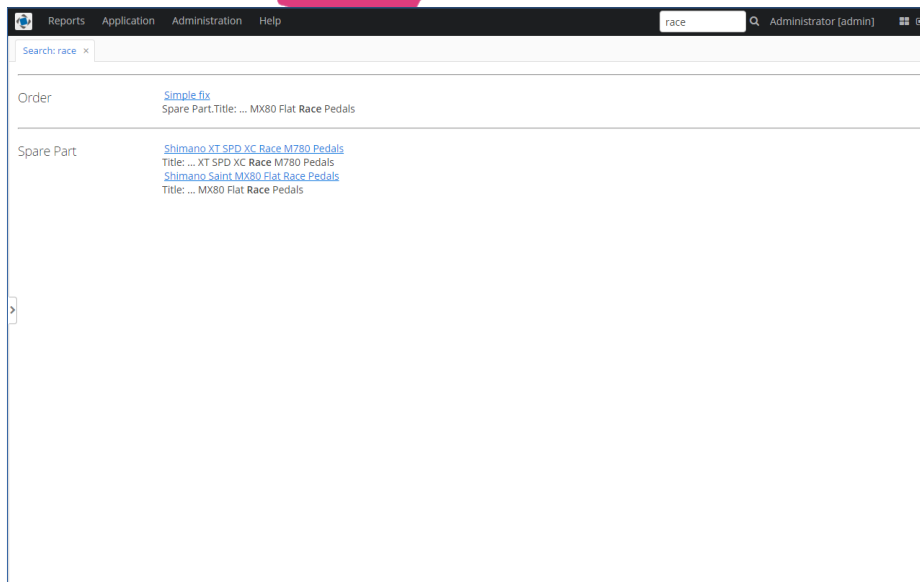 Reports Application Administration Help race Administrator [admin]
Search: race ×
Order Simple fix
Spare Part.Title: ... MX80 Flat Race Pedals
Spare Part Shimano XT SPD XC Race M780 Pedals
Title: ... XT SPD XC Race M780 Pedals
Shimano Saint MX80 Flat Race Pedals
Title: ... MX80 Flat Race Pedals